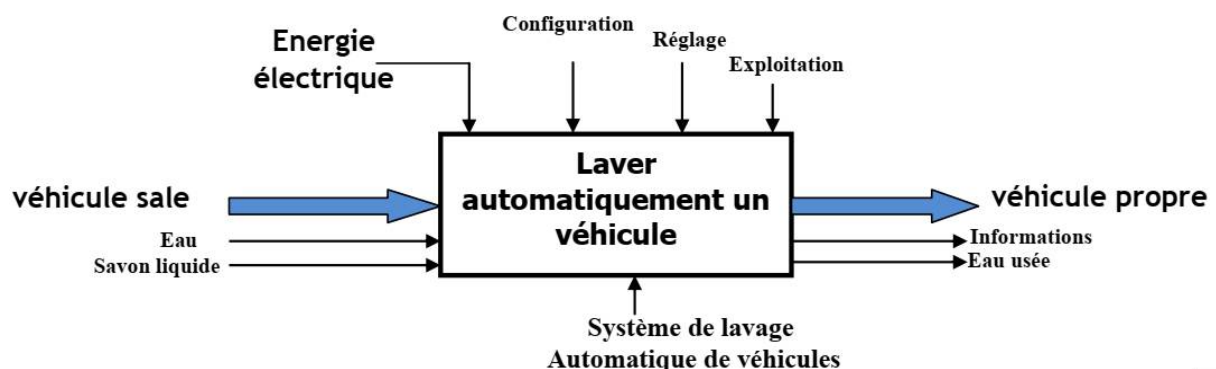 Energie
électrique
Configuration
Réglage
Exploitation
Laver
automatiquement un
véhicule
véhicule sale
Eau
Savon liquide
véhicule propre
Informations
Eau usée
Système de lavage
Automatique de véhicules